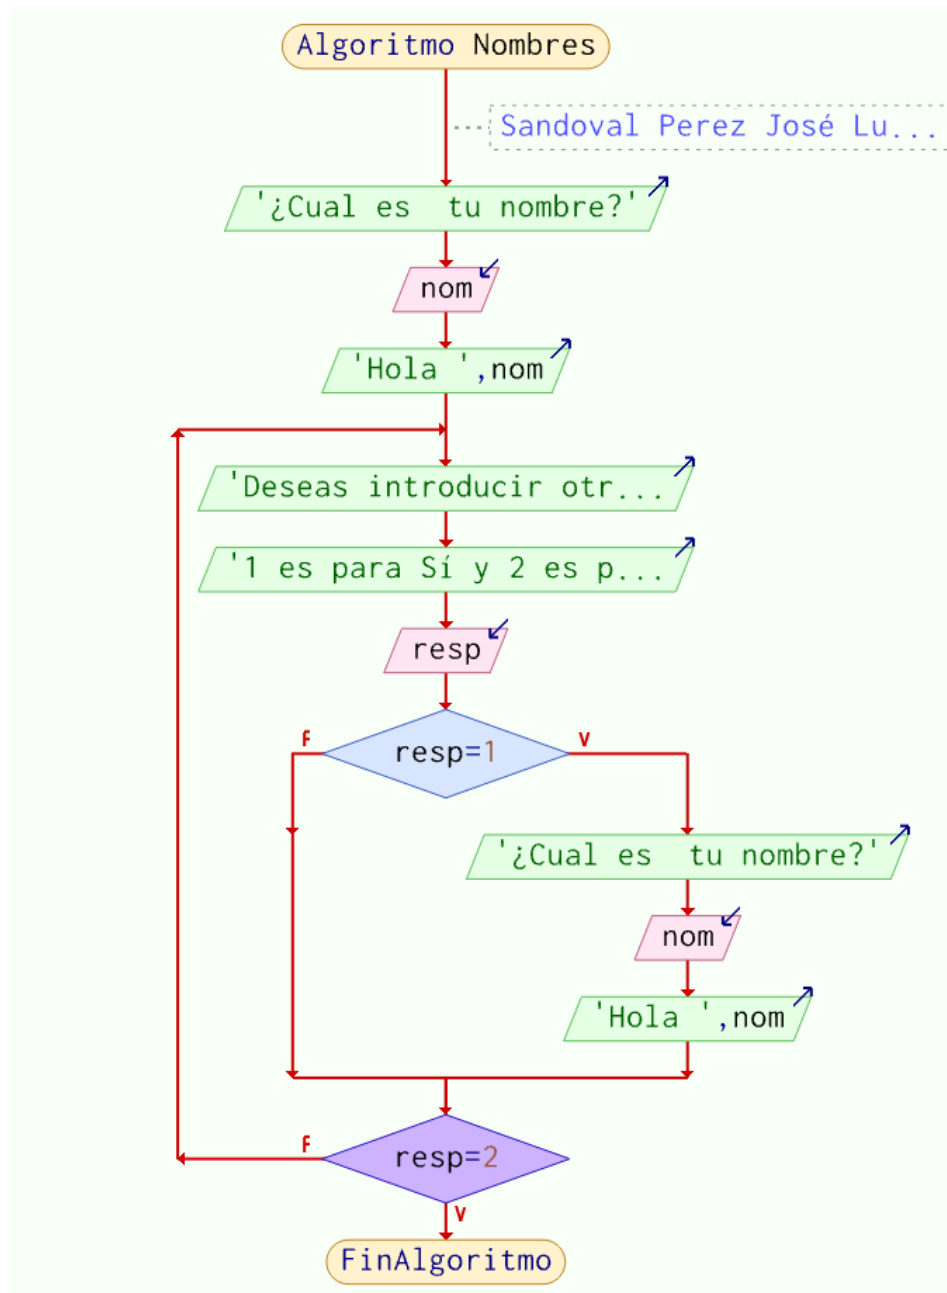 Algoritmo Nombres
Sandoval Perez José Lu...
'¿Cual es  tu nombre?'
nom
'Hola ',nom
'Deseas introducir otr...
'1 es para Sí y 2 es p...
resp
F
resp=1
V
'¿Cual es  tu nombre?'
nom
'Hola ',nom
F
resp=2
V
FinAlgoritmo